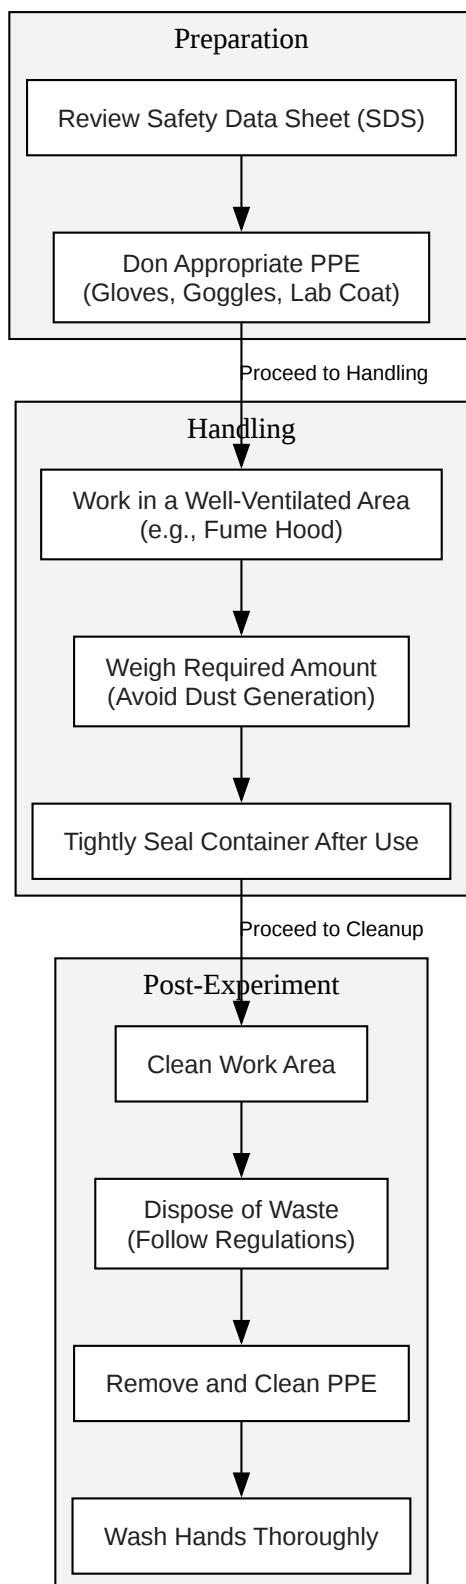 Preparation
Review Safety Data Sheet (SDS)
Don Appropriate PPE
(Gloves, Goggles, Lab Coat)
Proceed to Handling
Handling
Work in a Well-Ventilated Area
(e.g., Fume Hood)
Weigh Required Amount
(Avoid Dust Generation)
Tightly Seal Container After Use
Proceed to Cleanup
Post-Experiment
Clean Work Area
Dispose of Waste
(Follow Regulations)
Remove and Clean PPE
Wash Hands Thoroughly